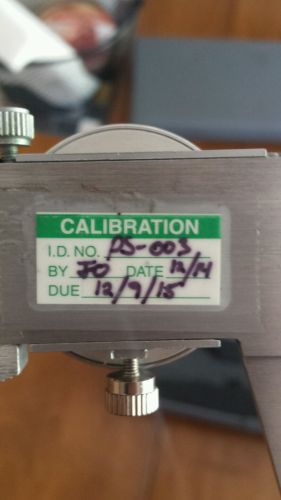 CALIBRATION
I.D. NO. DS-003
BY JO DATE 12/14
DUE 12/9/15